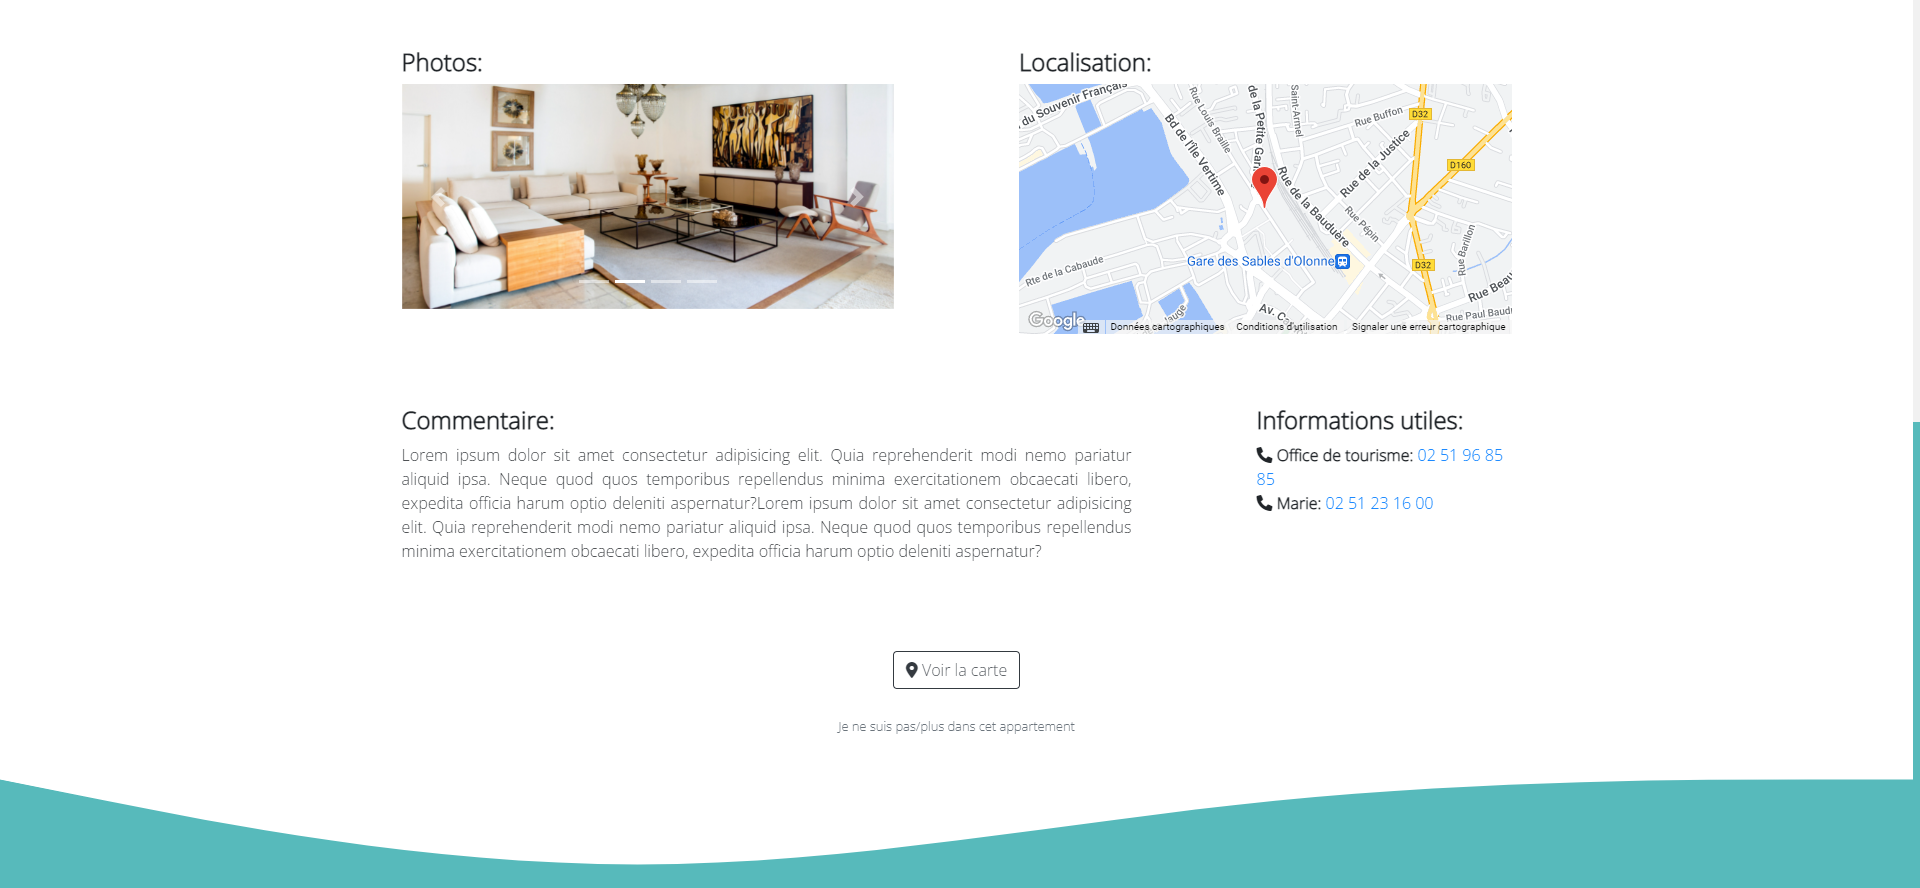 Photos:
Localisation:
du Souvenir Français
Bd de l'Île Vertime
Rue Louis Braille
de la Petite Gar
Saint-Armel
Rue Buffon
D32
Rue de la Justice
D160
Rue de la Bauduère
Rue Pépin
Rue Barillon
Gare des Sables d'Olonne
D32
Rte de la Cabaude
Rue Beau
Rue Paul Baud
Av. C
auge
Google
Données cartographiques
Conditions d'utilisation
Signaler une erreur cartographique
Commentaire:
Lorem ipsum dolor sit amet consectetur adipisicing elit. Quia reprehenderit modi nemo pariatur
aliquid ipsa. Neque quod quos temporibus repellendus minima exercitationem obcaecati libero,
expedita officia harum optio deleniti aspernatur?Lorem ipsum dolor sit amet consectetur adipisicing
elit. Quia reprehenderit modi nemo pariatur aliquid ipsa. Neque quod quos temporibus repellendus
minima exercitationem obcaecati libero, expedita officia harum optio deleniti aspernatur?
Informations utiles:
Office de tourisme: 02 51 96 85
85
Marie: 02 51 23 16 00
Voir la carte
Je ne suis pas/plus dans cet appartement